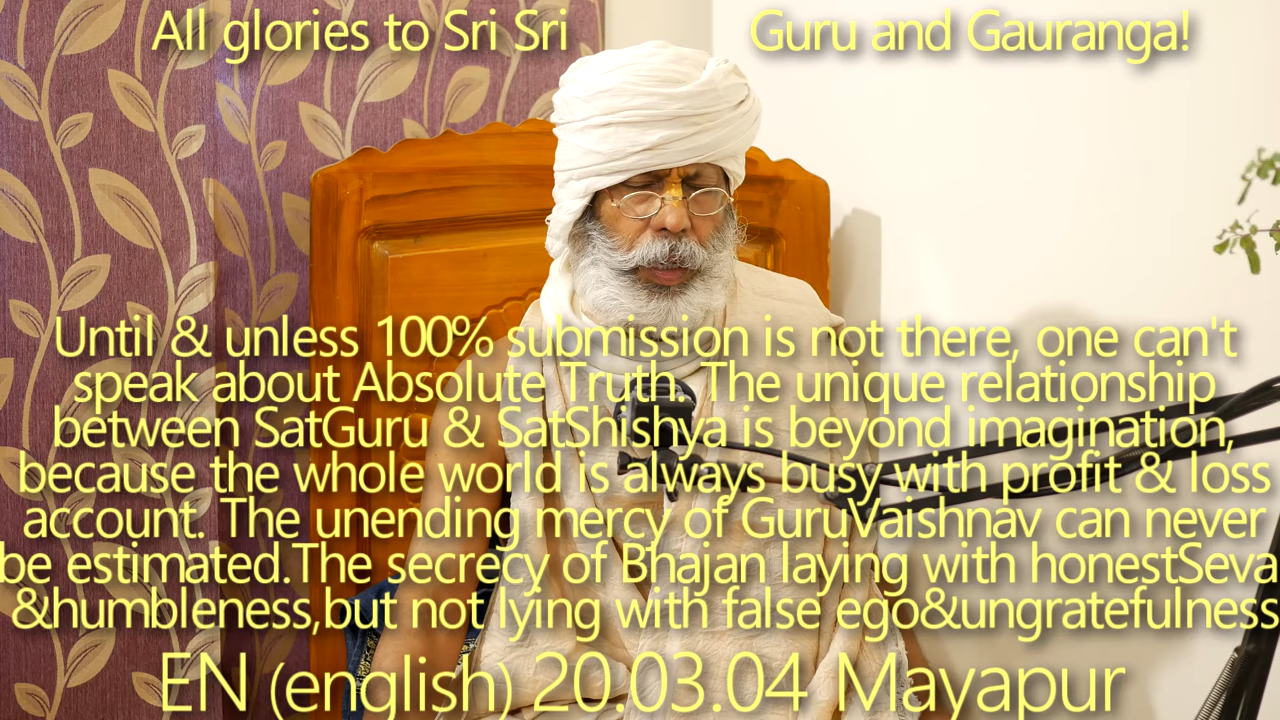 All glories to Sri Sri Guru and Gauranga!
Until & unless 100% submission is not there, one can't
speak about Absolute Truth. The unique relationship
between SatGuru & SatShishya is beyond imagination,
because the whole world is always busy with profit & loss
account. The unending mercy of GuruVaishnav can never
be estimated.The secrecy of Bhajan laying with honestSeva
&humbleness,but not lying with false ego&ungratefulness
EN (english) 20.03.04 Mayapur